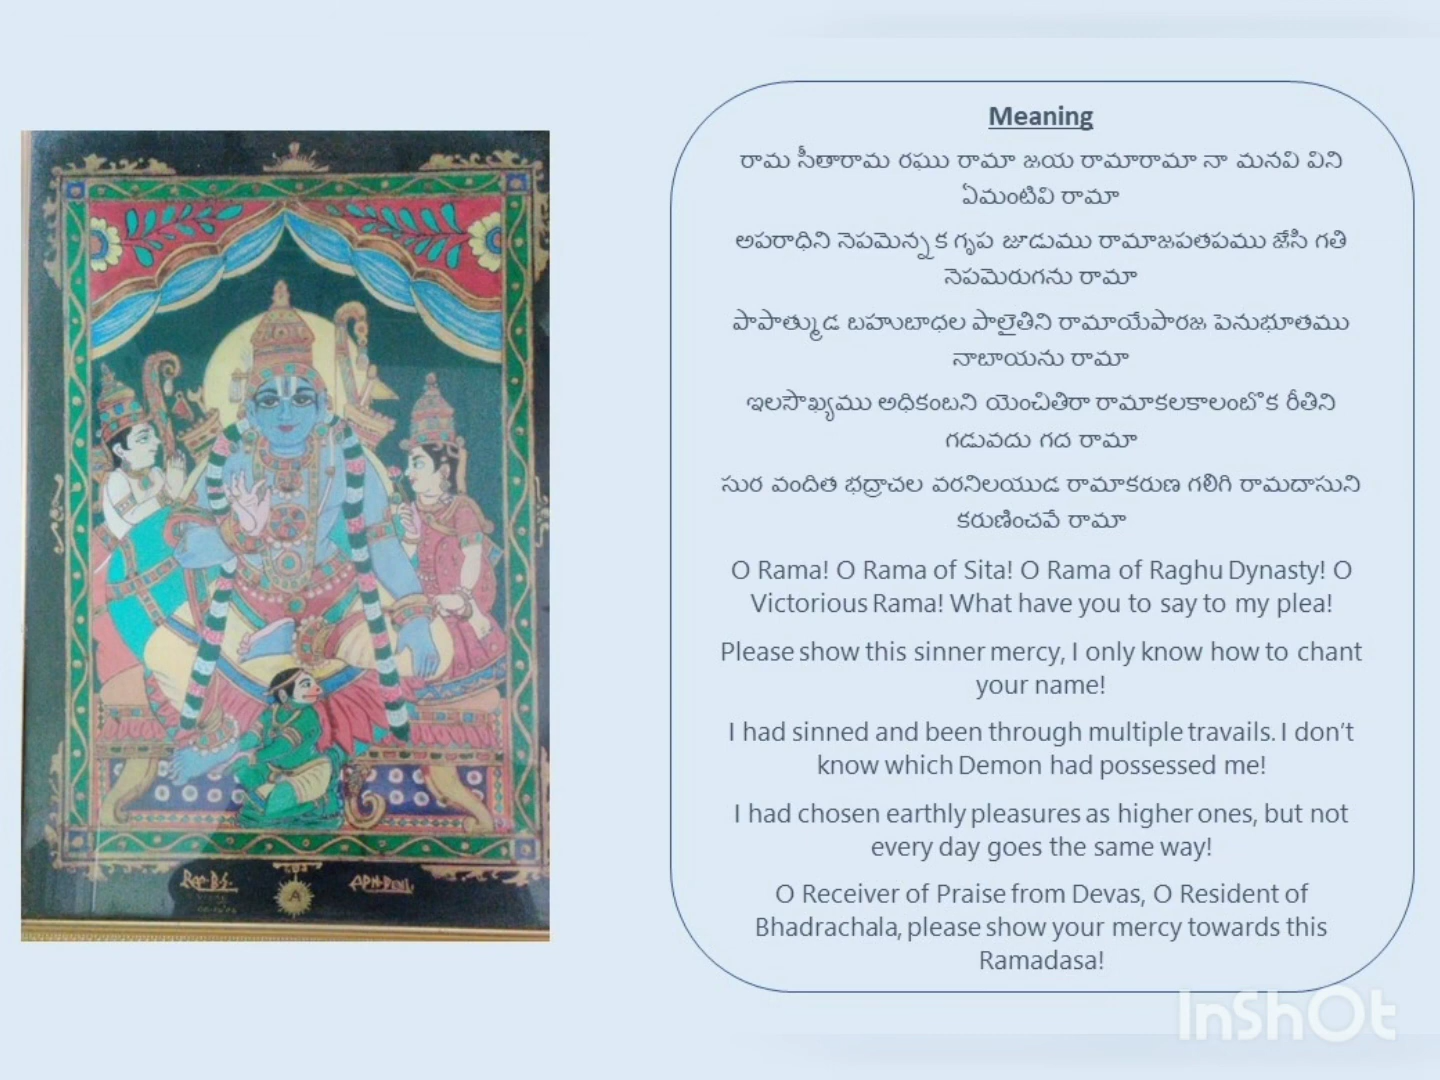 Meaning
రామ సీతారామ రఘు రామా జయ రామారామా నా మనవి విని
ఏమంటివి రామా
అపరాధిని నెపమెన్నక గృప జూడుము రామాజపతపము జేసి గతి
నెపమెరుగను రామా
పాపాత్ముడ బహుబాధల పాలైతిని రామాయేపారజ పెనుభూతము
నాబాయను రామా
ఇలసౌఖ్యము అధికంబని యెంచితిరా రామాకలకాలంబొక రీతిని
గడువదు గద రామా
సుర వందిత భద్రాచల వరనిలయుడ రామాకరుణ గలిగి రామదాసుని
కరుణించవే రామా
O Rama! O Rama of Sita! O Rama of Raghu Dynasty! O
Victorious Rama! What have you to say to my plea!
Please show this sinner mercy, I only know how to chant
your name!
I had sinned and been through multiple travails. I don’t
know which Demon had possessed me!
I had chosen earthly pleasures as higher ones, but not
every day goes the same way!
O Receiver of Praise from Devas, O Resident of
Bhadrachala, please show your mercy towards this
Ramadasa!
A
InShOt